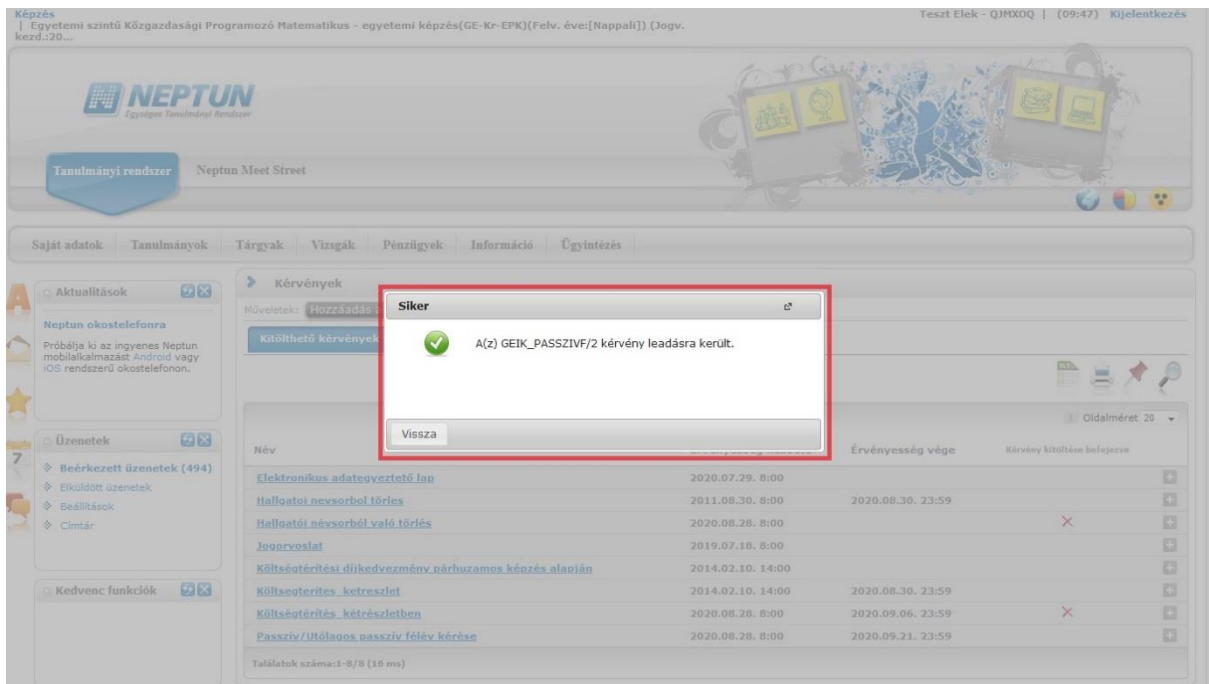 Képzés
| Egyetemi szintű Közgazdasági Programozó Matematikus - egyetemi képzés(GE-Kr-EPK)(Felv. éve:[Nappali]) (Jogv.
kezd.:20...
Teszt Elek - QJMXOQ | (09:47) Kijelentkezés
NEPTUN
Egységes Tanulmányi Rendszer
Tanulmányi rendszer Neptun Meet Street
Saját adatok Tanulmányok Tárgyak Vizsgák Pénzügyek Információ Ügyintézés
Aktualitások
Neptun okostelefonra
Próbálja ki az ingyenes Neptun
mobilalkalmazást Android vagy
iOS rendszerű okostelefonon.
Üzenetek
7
Beérkezett üzenetek (494)
Elküldött üzenetek
Beállítások
Címtár
Kedvenc funkciók
Kérvények
Műveletek: Hozzáadás
Kitölthető kérvények
Siker
A(z) GEIK_PASSZIVF/2 kérvény leadásra került.
Vissza
Oldalméret 20
Név Érvényesség vége Kérvény kitöltése befejezve
Elektronikus adategyeztető lap 2020.07.29. 8:00
Hallgatoi nevsorbol törles 2011.08.30. 8:00 2020.08.30. 23:59
Hallgatói névsorból való törlés 2020.08.28. 8:00
Jogorvoslat 2019.07.18. 8:00
Költségtérítési díjkedvezmény párhuzamos képzés alapján 2014.02.10. 14:00
Költsegterites_ketreszlet 2014.02.10. 14:00 2020.08.30. 23:59
Költségtérítés_kétrészletben 2020.08.28. 8:00 2020.09.06. 23:59
Passzív/Utólagos passzív félév kérése 2020.08.28. 8:00 2020.09.21. 23:59
Találatok száma:1-8/8 (16 ms)